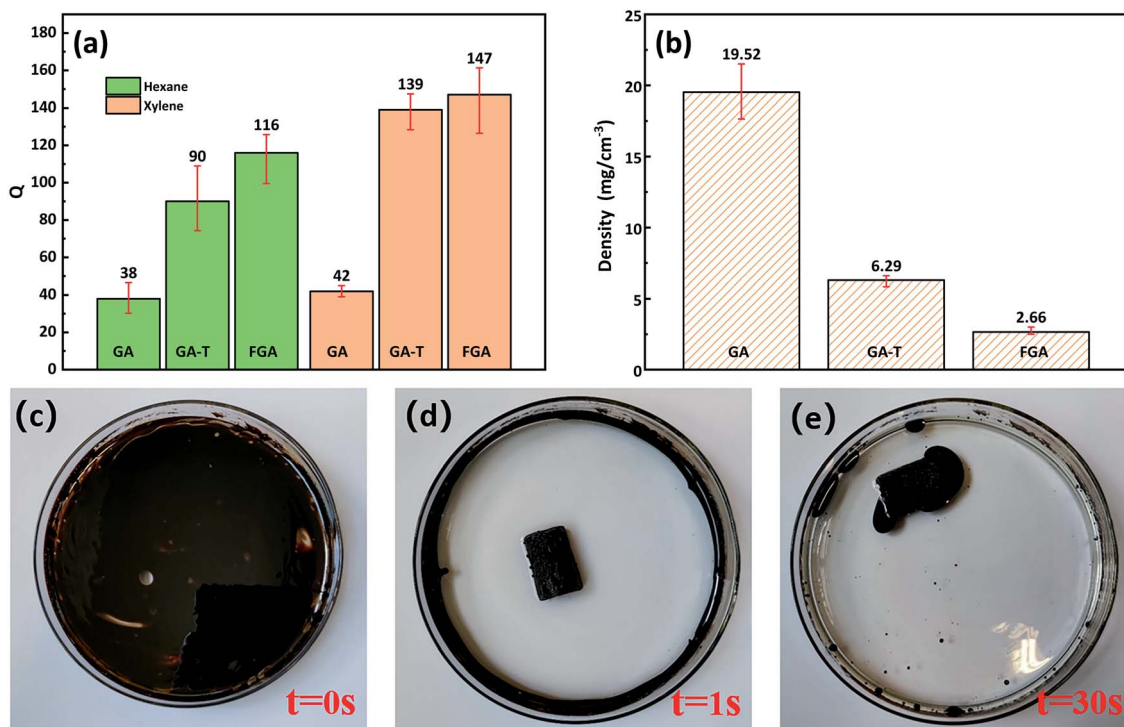 (a)
Q
180
160
140
120
100
80
60
40
20
0
Hexane
Xylene
38
90
116
42
139
147
GA
GA-T
FGA
GA
GA-T
FGA
(b)
Density (mg/cm⁻³)
25
20
15
10
5
0
19.52
6.29
2.66
GA
GA-T
FGA
(c)
t=0s
(d)
t=1s
(e)
t=30s